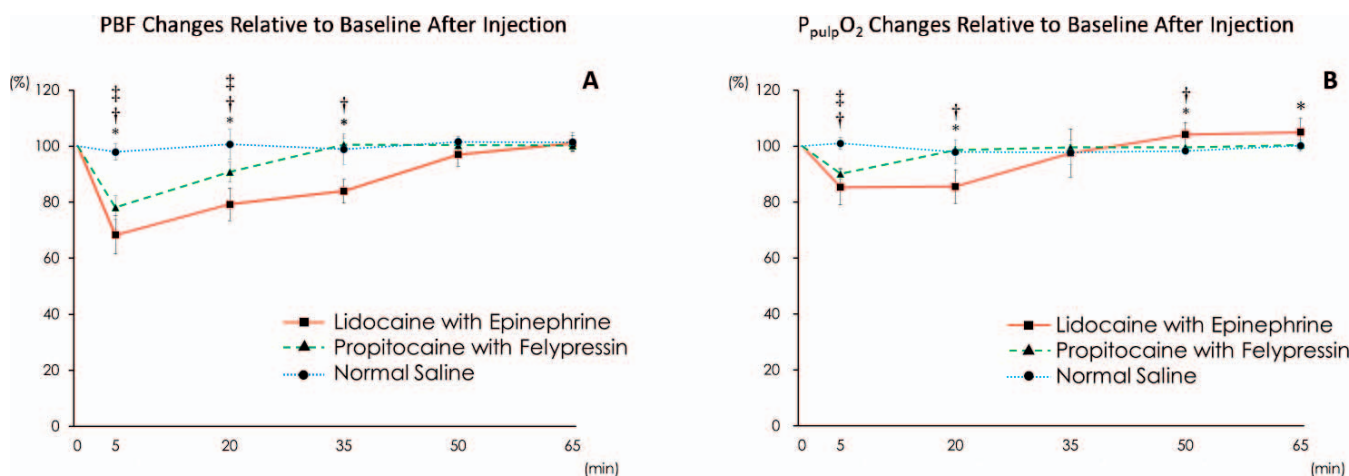 PBF Changes Relative to Baseline After Injection
(%)
A
120
100
80
60
40
20
0
‡
†
*
‡
†
*
†
*
Lidocaine with Epinephrine
Propitocaine with Felypressin
Normal Saline
0 5 20 35 50 65
(min)
PpulpO2 Changes Relative to Baseline After Injection
(%)
B
120
100
80
60
40
20
0
‡
†
†
*
†
*
*
Lidocaine with Epinephrine
Propitocaine with Felypressin
Normal Saline
0 5 20 35 50 65
(min)